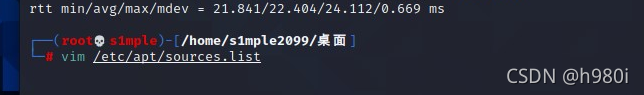 rtt min/avg/max/mdev = 21.841/22.404/24.112/0.669 ms
┌──(root💀s1mple)-[/home/s1mple2099/桌面]
└─# vim /etc/apt/sources.list
CSDN @h980i